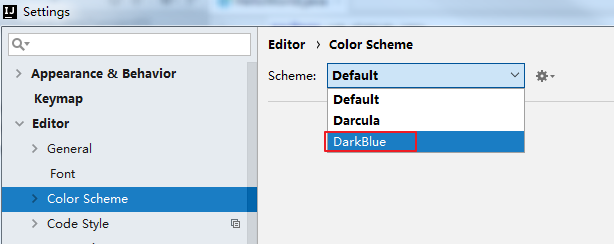 IJ Settings
Appearance & Behavior
Keymap
Editor
General
Font
Color Scheme
Code Style
Editor › Color Scheme
Scheme: Default
Default
Darcula
DarkBlue